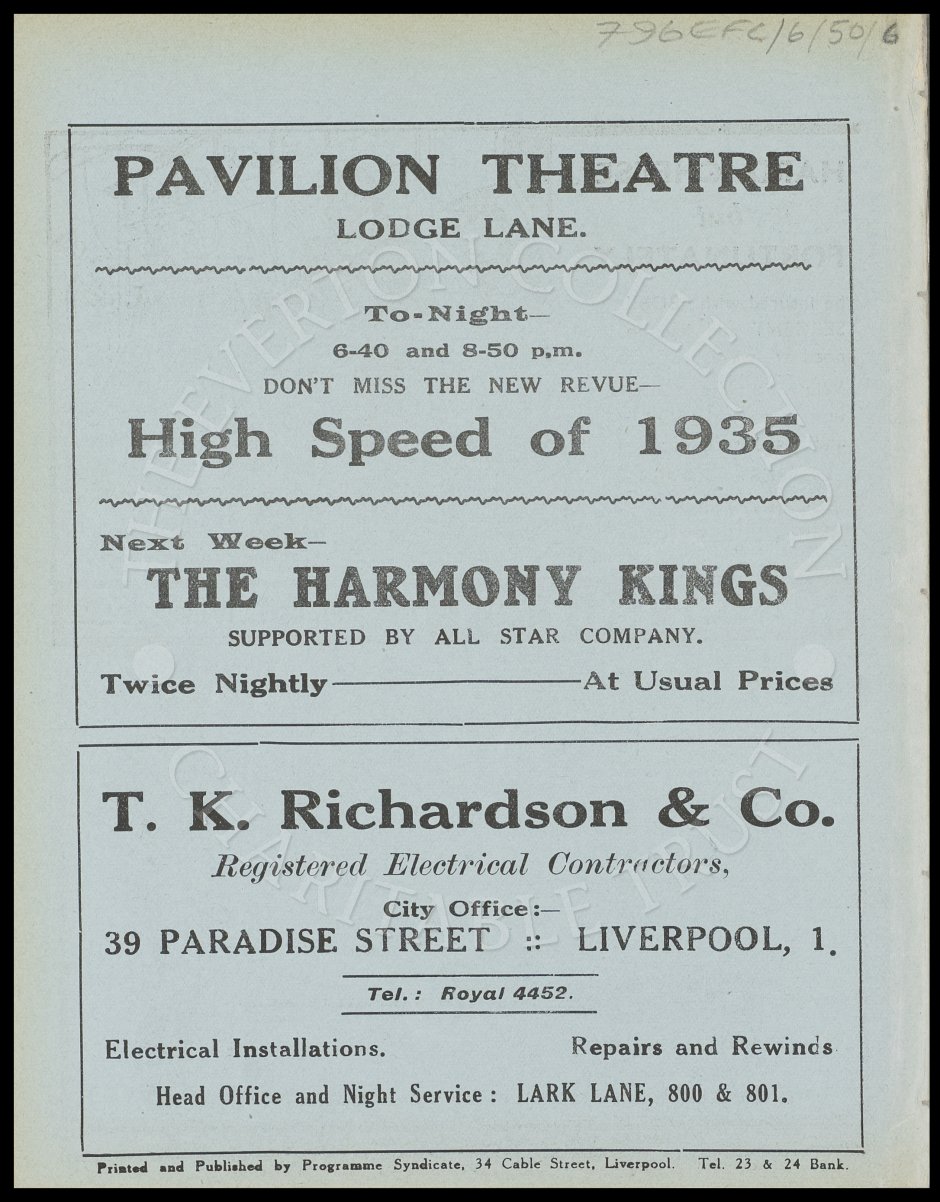 796EFC/6/50/6
PAVILION THEATRE
LODGE LANE.
To-Night—
6-40 and 8-50 p.m.
DON'T MISS THE NEW REVUE—
High Speed of 1935
Next Week—
THE HARMONY KINGS
SUPPORTED BY ALL STAR COMPANY.
Twice Nightly———At Usual Prices
T. K. Richardson & Co.
Registered Electrical Contractors,
City Office:—
39 PARADISE STREET :: LIVERPOOL, 1.
Tel.: Royal 4452.
Electrical Installations. Repairs and Rewinds
Head Office and Night Service: LARK LANE, 800 & 801.
Printed and Published by Programme Syndicate, 34 Cable Street, Liverpool. Tel. 23 & 24 Bank.
THE EVERTON COLLECTION
CHARITABLE TRUST